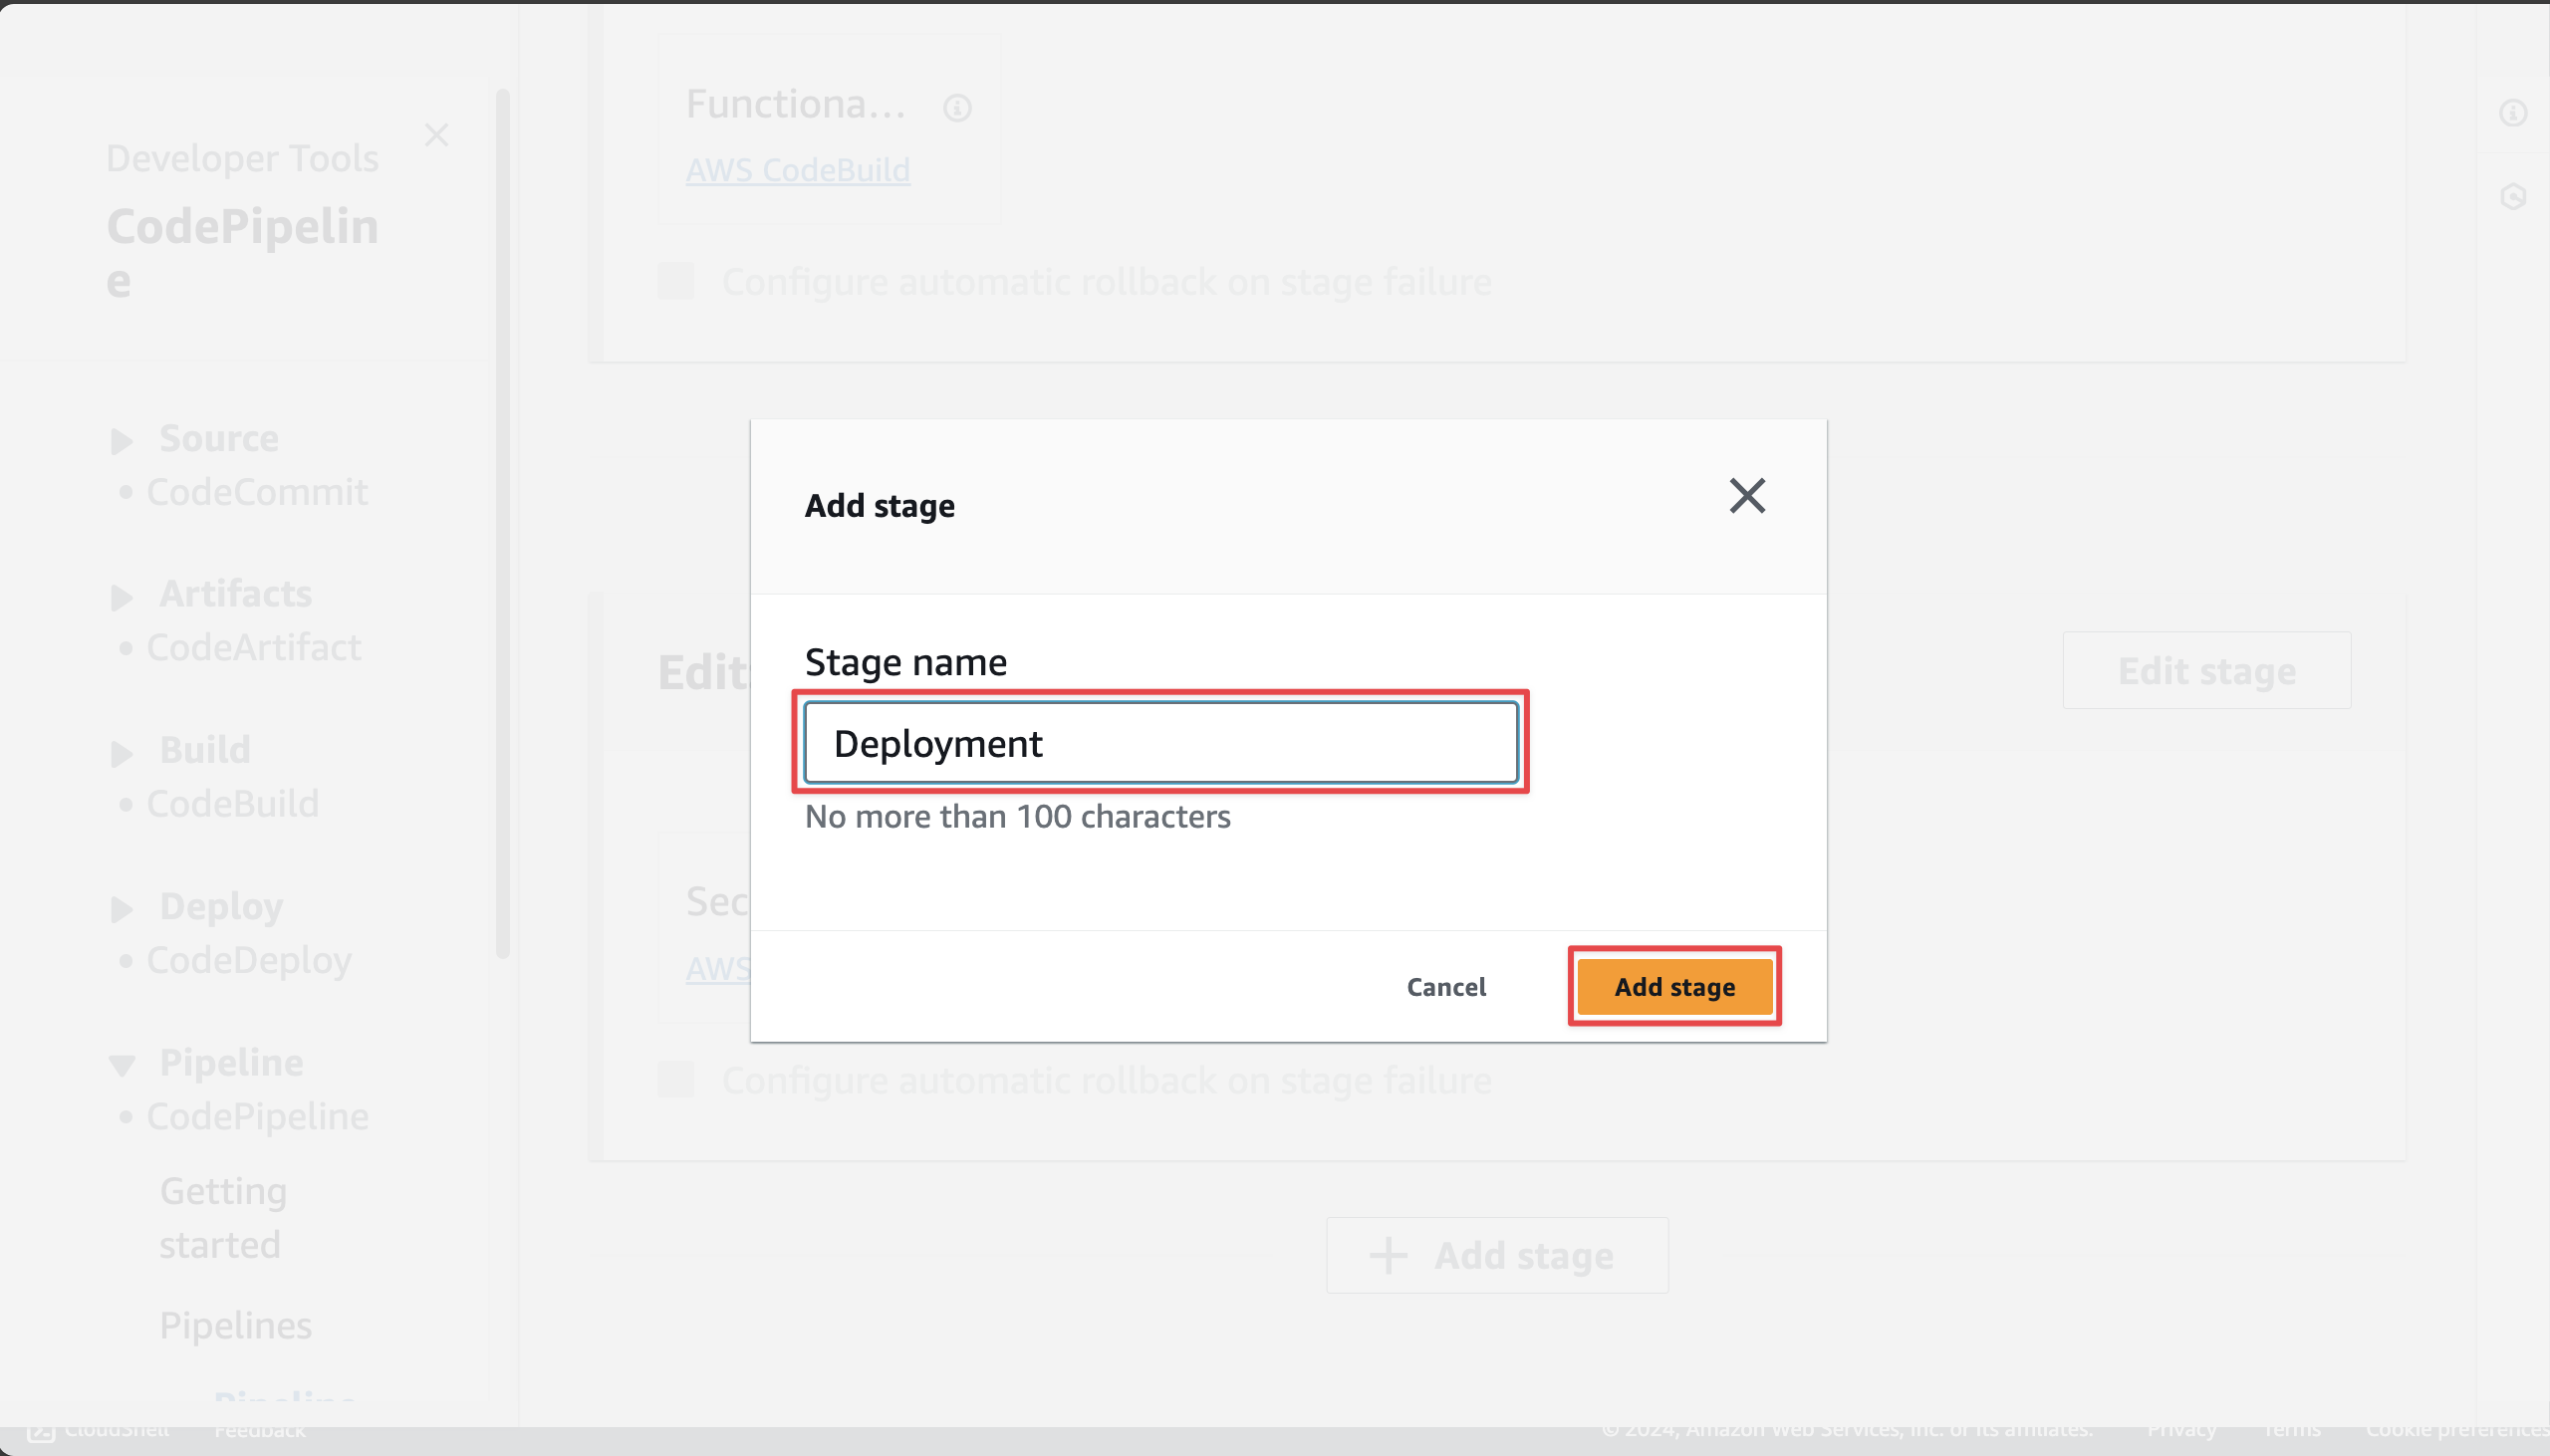 Developer Tools
CodePipelin
e
Source
CodeCommit
Artifacts
CodeArtifact
Build
CodeBuild
Deploy
CodeDeploy
Pipeline
CodePipeline
Getting
started
Pipelines
Pipeline
Functiona...
AWS CodeBuild
Configure automatic rollback on stage failure
Edit:
Edit stage
Sec
AWS
Configure automatic rollback on stage failure
Add stage
Add stage
Stage name
Deployment
No more than 100 characters
Cancel
Add stage
CloudShell
Feedback
© 2024, Amazon Web Services, Inc. or its affiliates.
Privacy
Terms
Cookie preferences